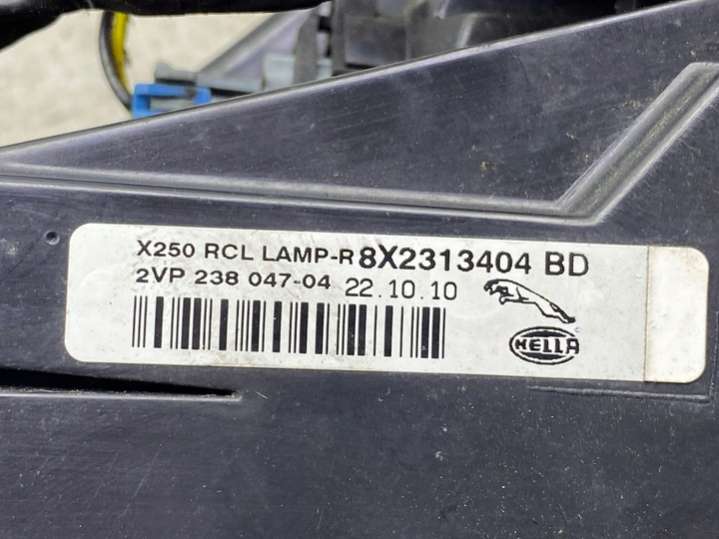 X250 RCL LAMP-R 8X2313404 BD
2VP 238 047-04 22.10.10
HELLA